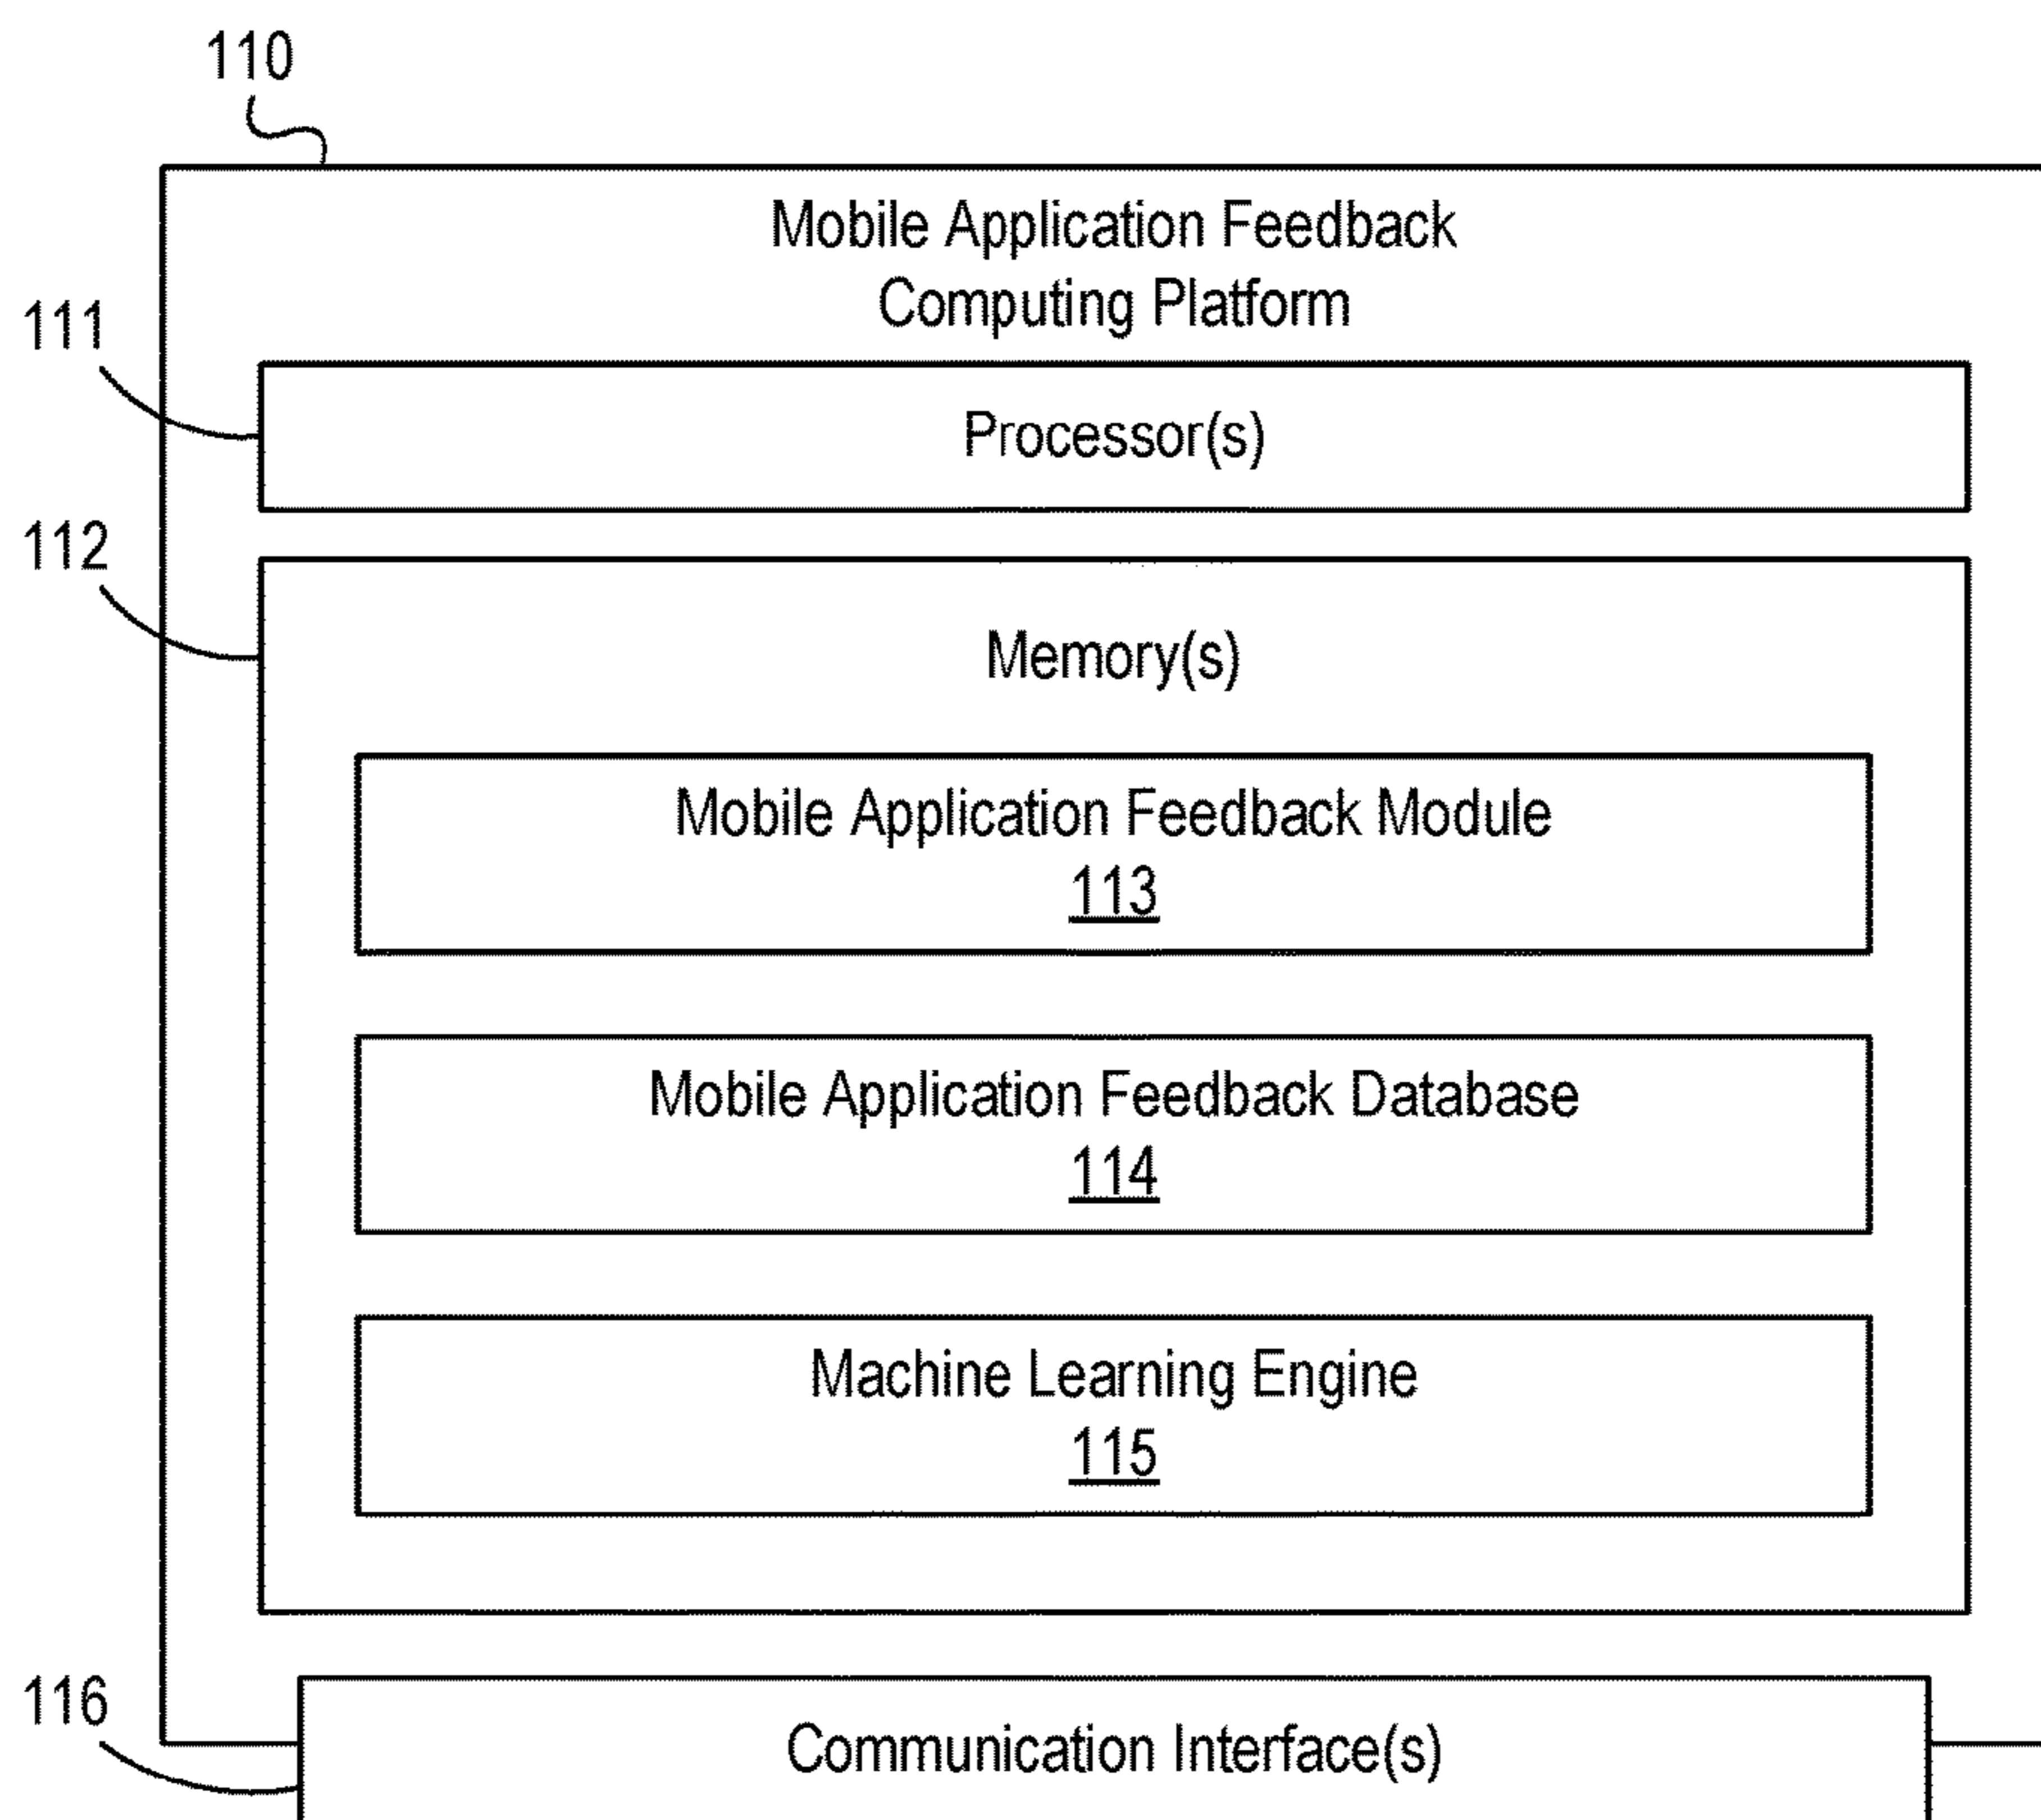 110
Mobile Application Feedback
Computing Platform
111
Processor(s)
112
Memory(s)
Mobile Application Feedback Module
113
Mobile Application Feedback Database
114
Machine Learning Engine
115
116
Communication Interface(s)